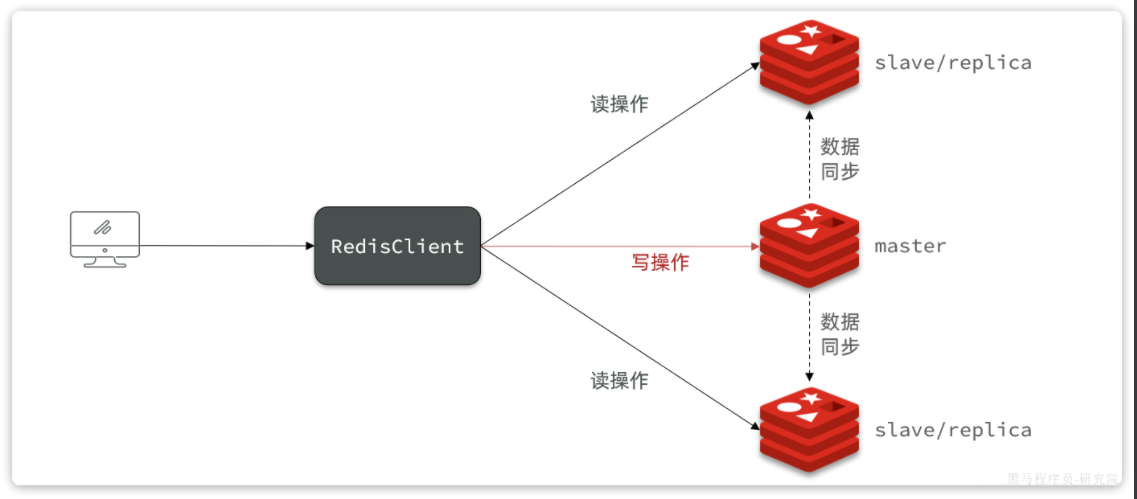 slave/replica
读操作
数据
同步
RedisClient
写操作
master
数据
同步
读操作
slave/replica
黑马程序员-研究院